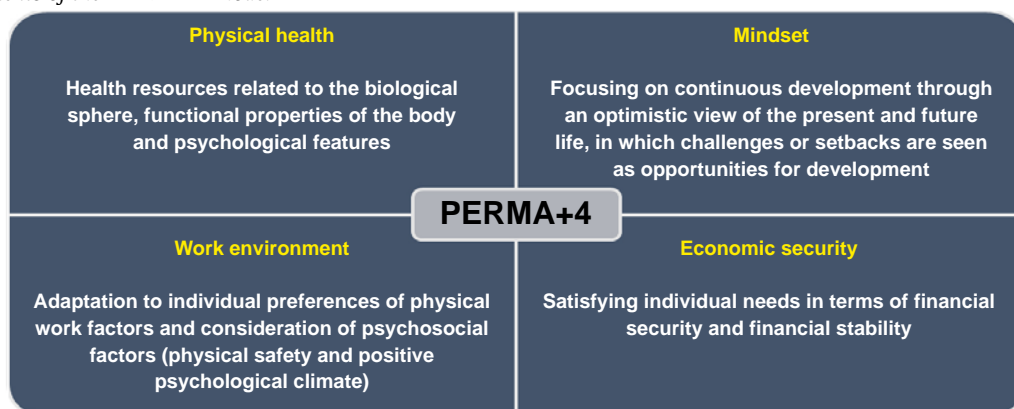 Physical health
Health resources related to the biological
sphere, functional properties of the body
and psychological features
Mindset
Focusing on continuous development through
an optimistic view of the present and future
life, in which challenges or setbacks are seen
as opportunities for development
PERMA+4
Work environment
Adaptation to individual preferences of physical
work factors and consideration of psychosocial
factors (physical safety and positive
psychological climate)
Economic security
Satisfying individual needs in terms of financial
security and financial stability